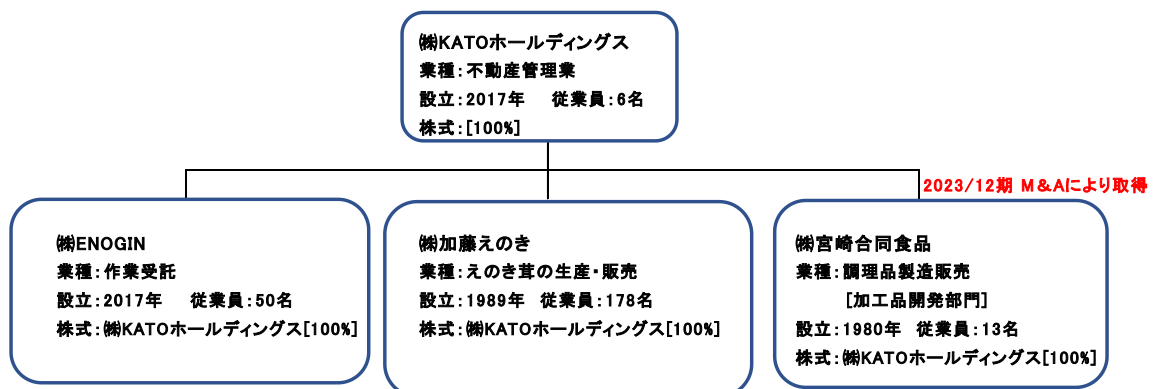 ㈱KATOホールディングス
業種：不動産管理業
設立：2017年　従業員：6名
株式：[100%]
2023/12期 M＆Aにより取得
㈱ENOGIN
業種：作業受託
設立：2017年　従業員：50名
株式：㈱KATOホールディングス[100%]
㈱加藤えのき
業種：えのき茸の生産・販売
設立：1989年　従業員：178名
株式：㈱KATOホールディングス[100%]
㈱宮崎合同食品
業種：調理品製造販売
[加工品開発部門]
設立：1980年　従業員：13名
株式：㈱KATOホールディングス[100%]